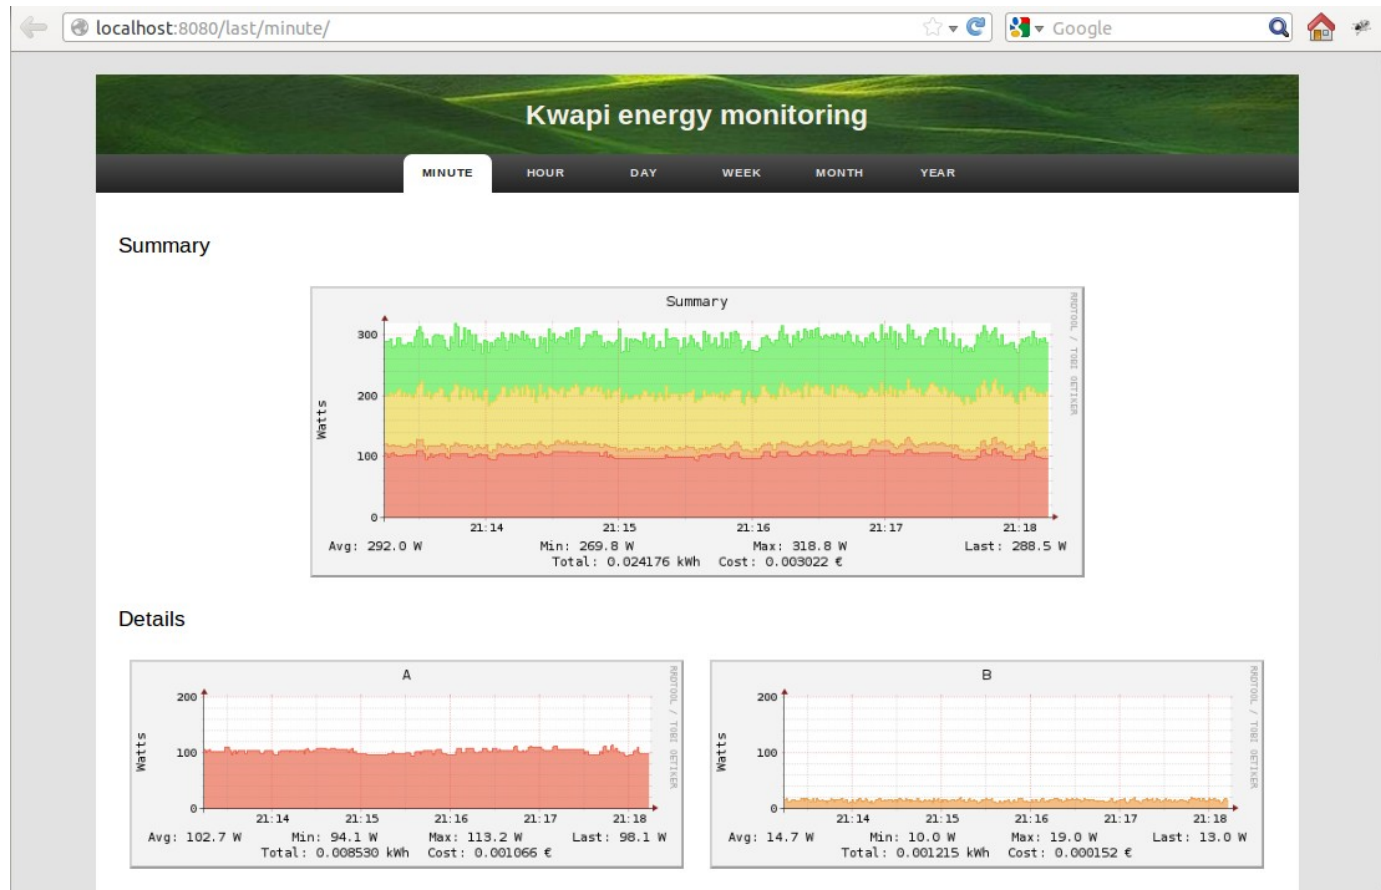 localhost:8080/last/minute/
Google
Kwapi energy monitoring
MINUTE HOUR DAY WEEK MONTH YEAR
Summary
Summary
RRDTOOL / TOBI OETIKER
Watts
300
200
100
0
21:14 21:15 21:16 21:17 21:18
Avg: 292.0 W Min: 269.8 W Max: 318.8 W Last: 288.5 W
Total: 0.024176 kWh Cost: 0.003022 €
Details
A
RRDTOOL / TOBI OETIKER
Watts
200
100
0
21:14 21:15 21:16 21:17 21:18
Avg: 102.7 W Min: 94.1 W Max: 113.2 W Last: 98.1 W
Total: 0.008530 kWh Cost: 0.001066 €
B
RRDTOOL / TOBI OETIKER
Watts
200
100
0
21:14 21:15 21:16 21:17 21:18
Avg: 14.7 W Min: 10.0 W Max: 19.0 W Last: 13.0 W
Total: 0.001215 kWh Cost: 0.000152 €